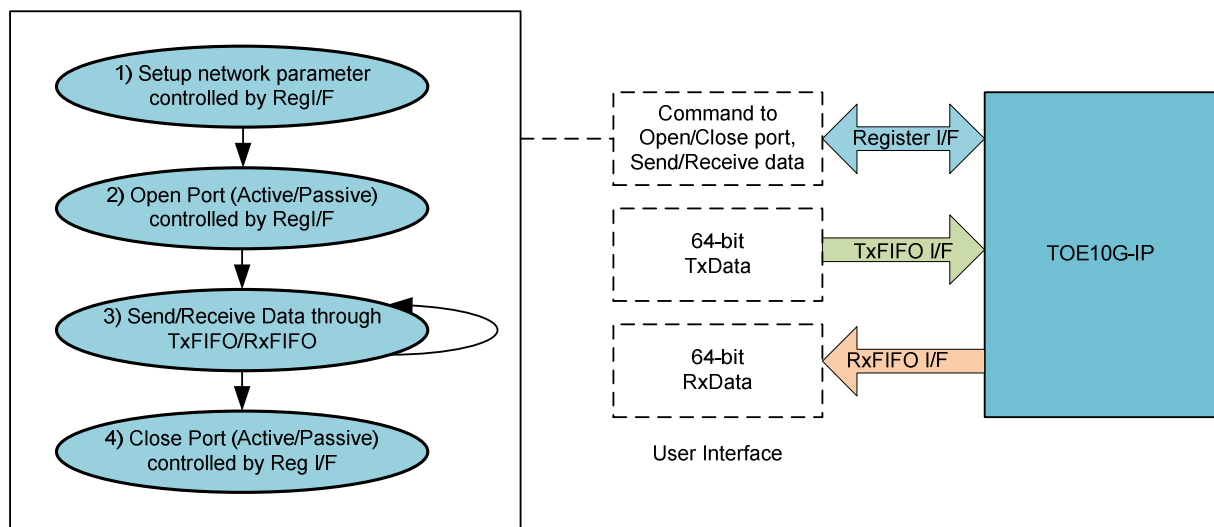 1) Setup network parameter
controlled by RegI/F
2) Open Port (Active/Passive)
controlled by RegI/F
3) Send/Receive Data through
TxFIFO/RxFIFO
4) Close Port (Active/Passive)
controlled by Reg I/F
Command to
Open/Close port,
Send/Receive data
Register I/F
64-bit
TxData
TxFIFO I/F
64-bit
RxData
RxFIFO I/F
User Interface
TOE10G-IP